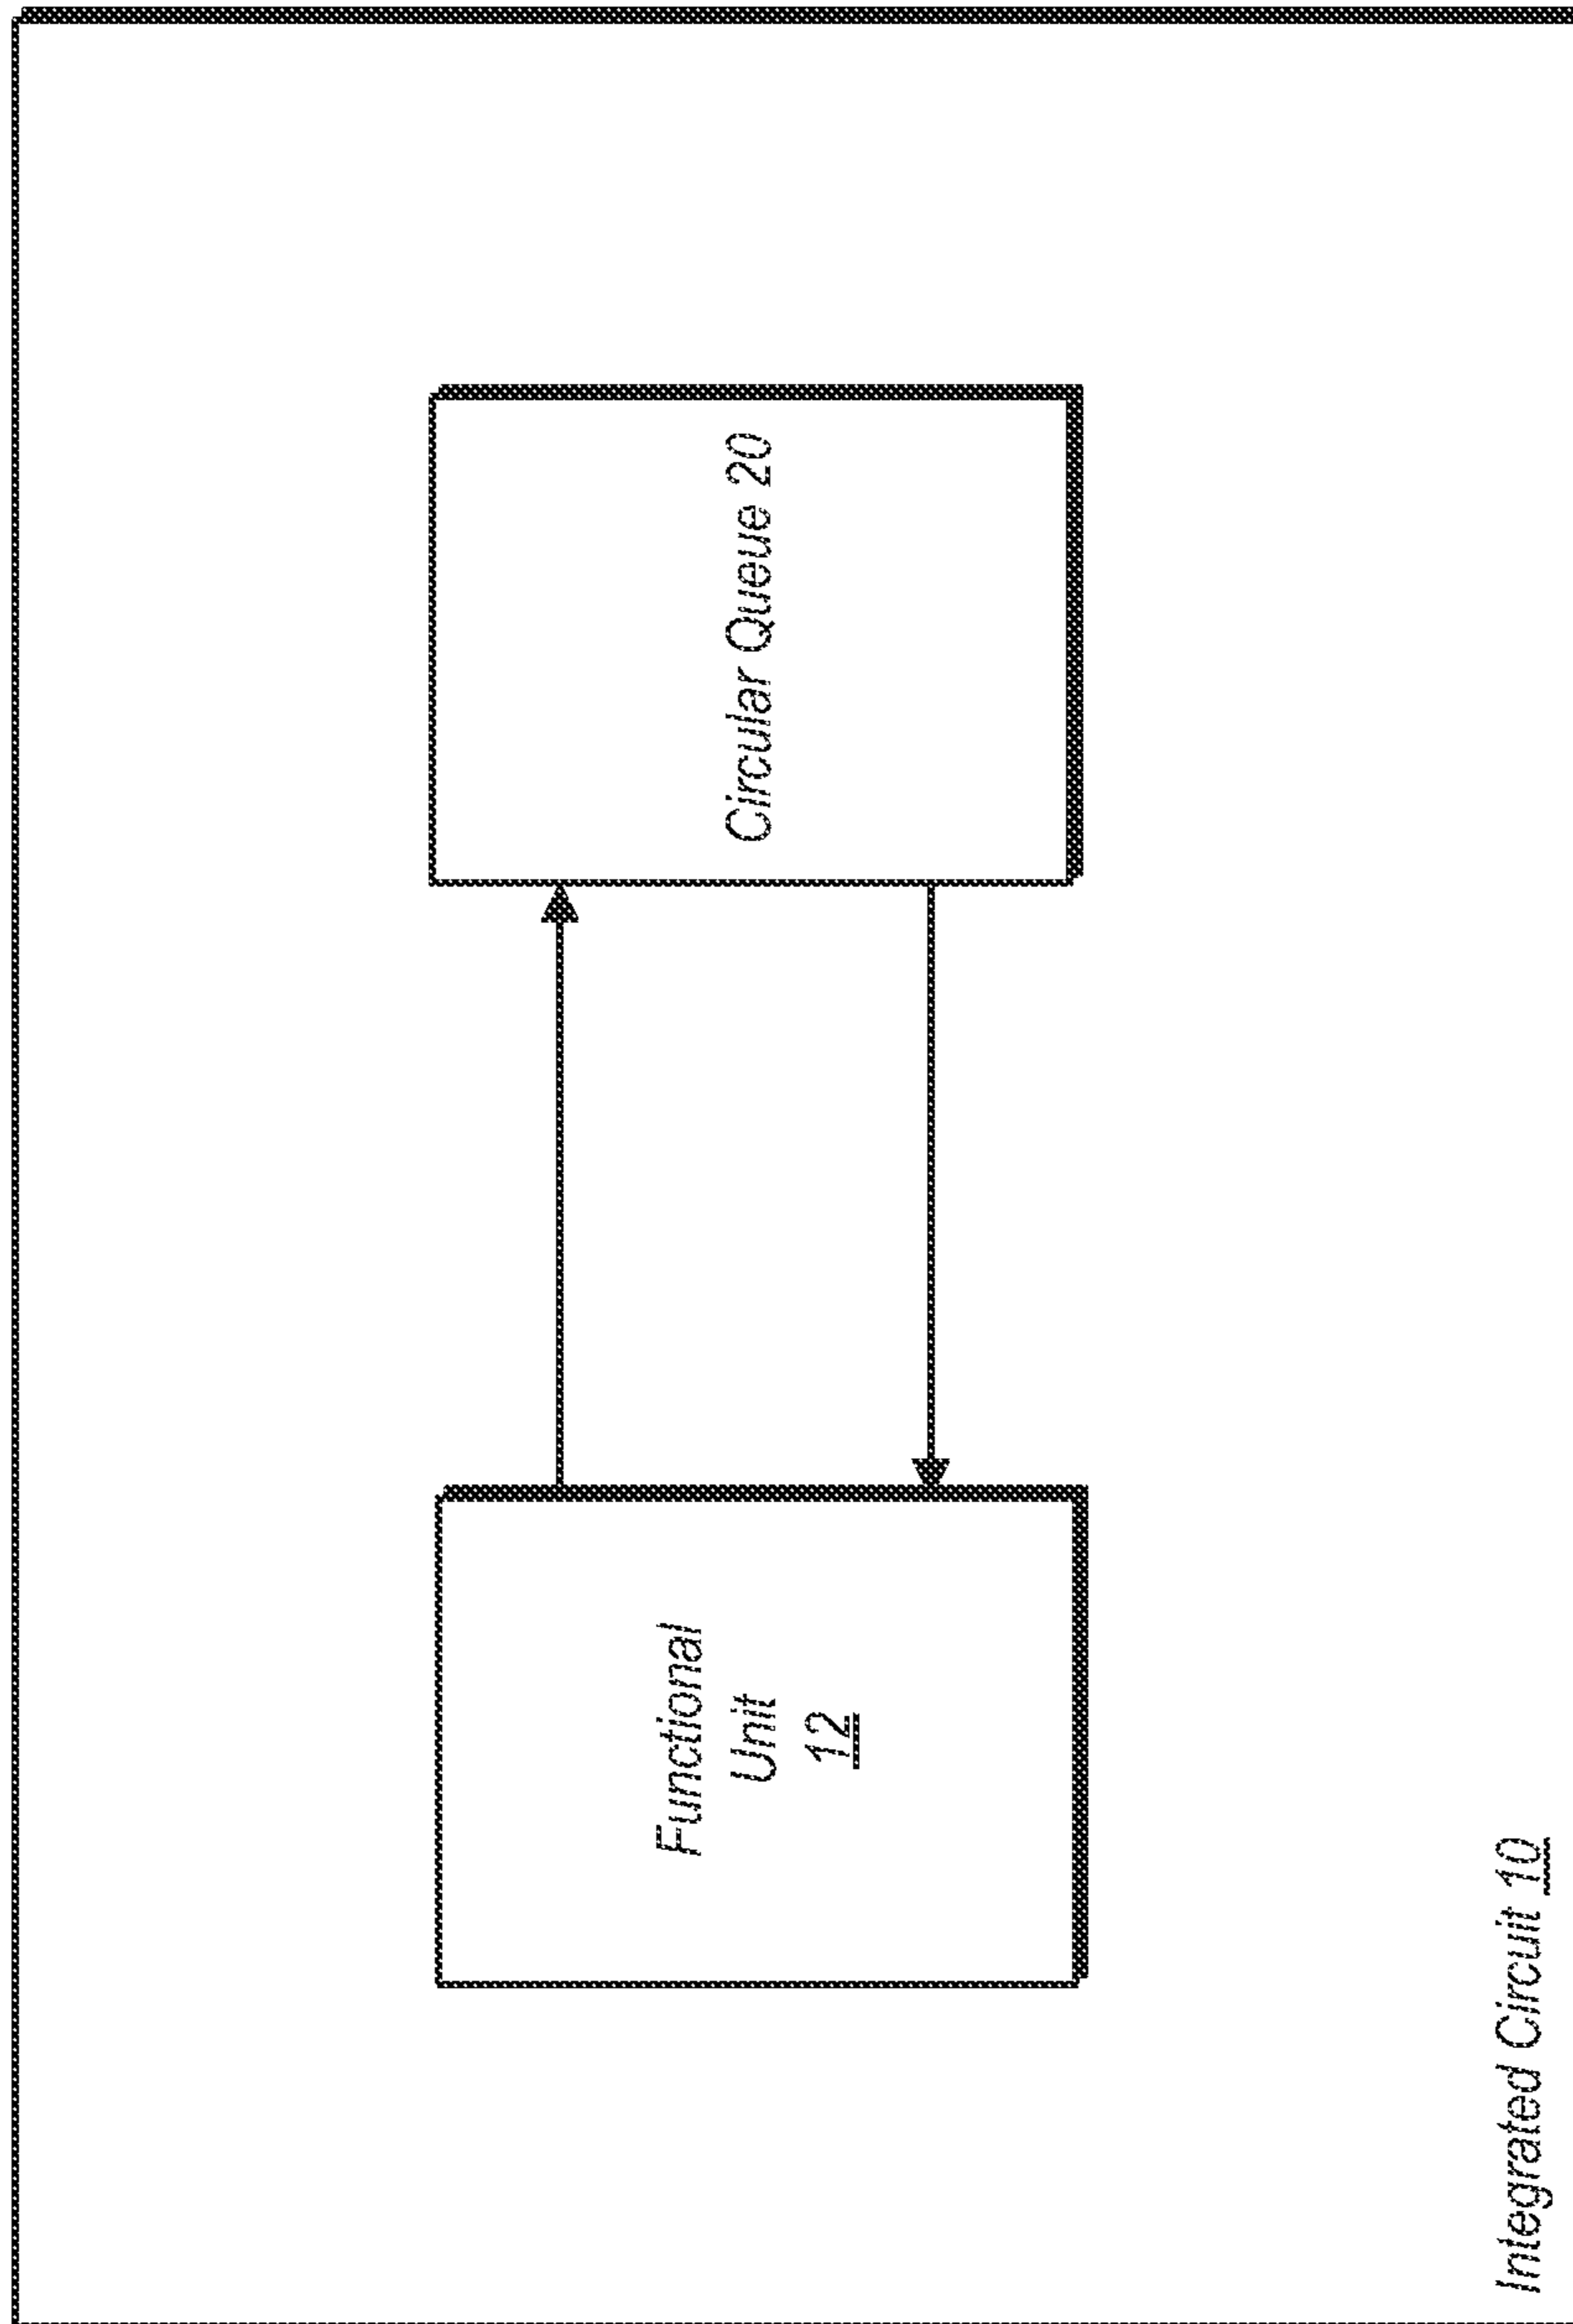 Functional
Unit
12
Circular Queue 20
Integrated Circuit 10